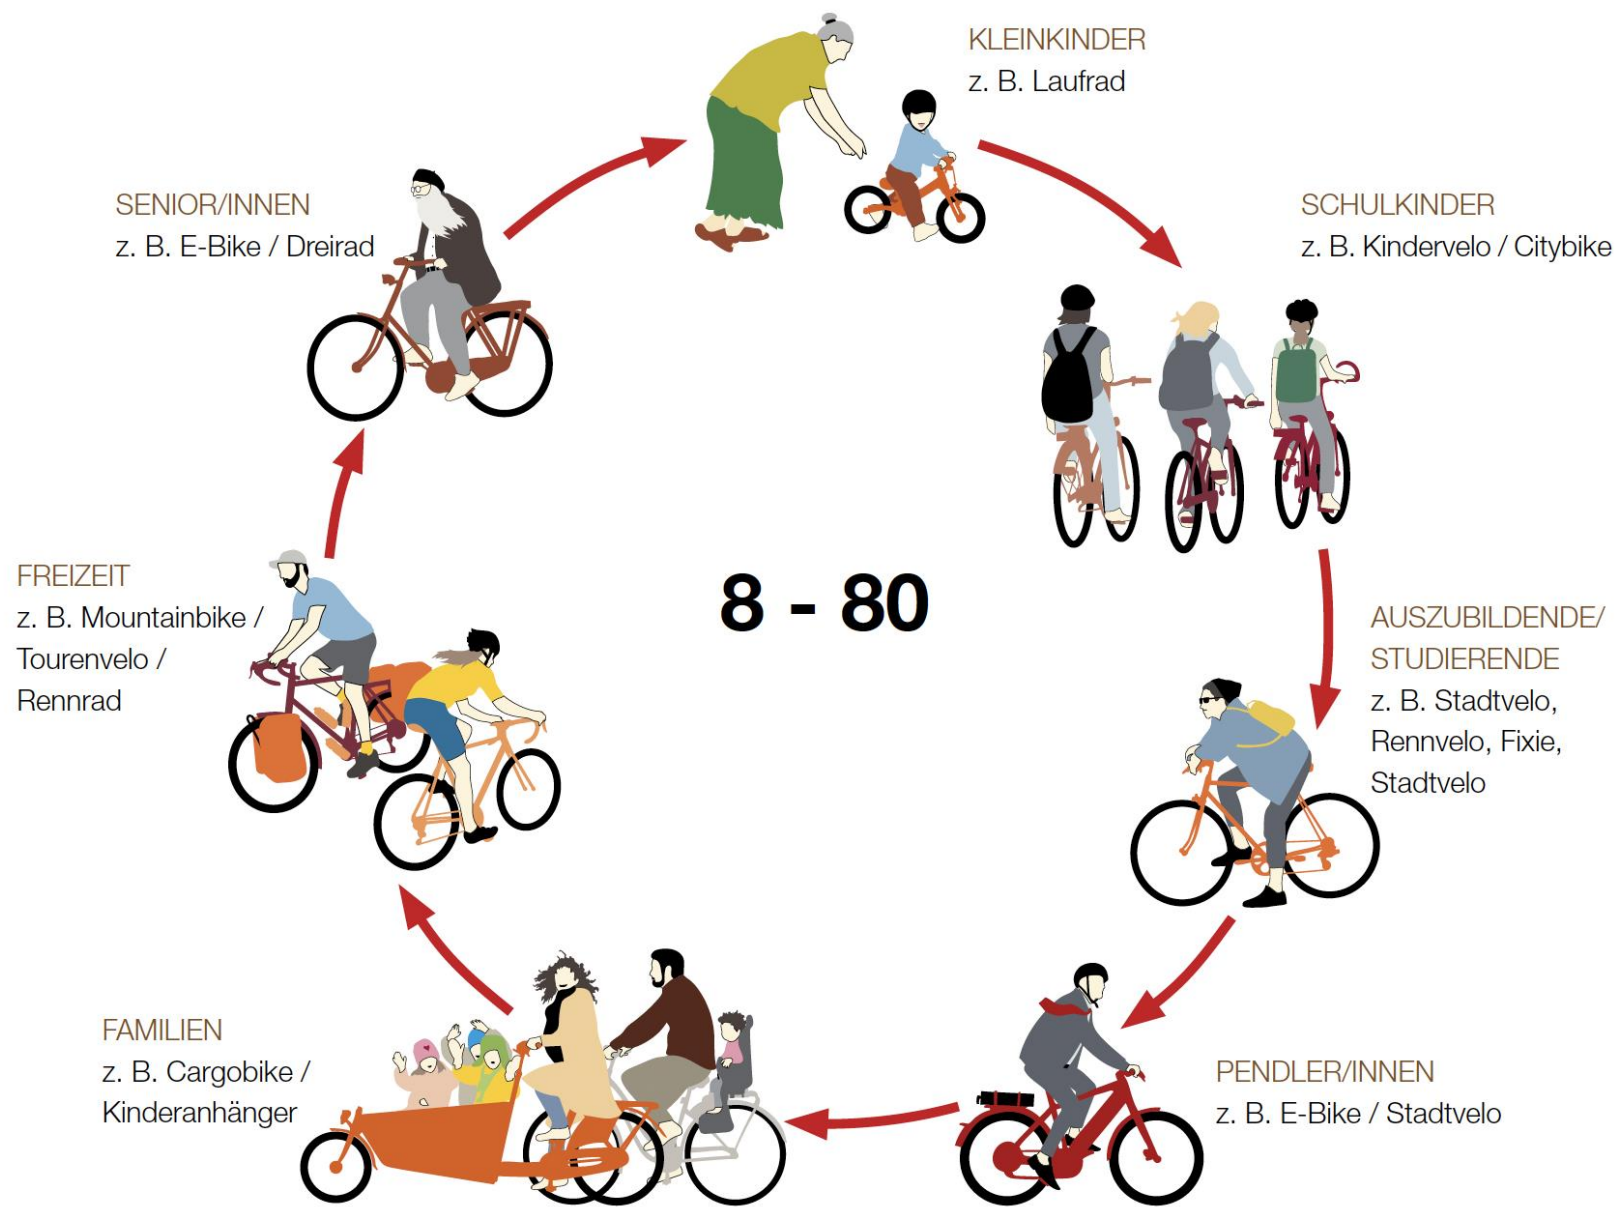 KLEINKINDER
z. B. Laufrad
SCHULKINDER
z. B. Kindervelo / Citybike
AUSZUBILDENDE/
STUDIERENDE
z. B. Stadtvelo,
Rennvelo, Fixie,
Stadtvelo
PENDLER/INNEN
z. B. E-Bike / Stadtvelo
FAMILIEN
z. B. Cargobike /
Kinderanhänger
FREIZEIT
z. B. Mountainbike /
Tourenvelo /
Rennrad
SENIOR/INNEN
z. B. E-Bike / Dreirad
8 - 80